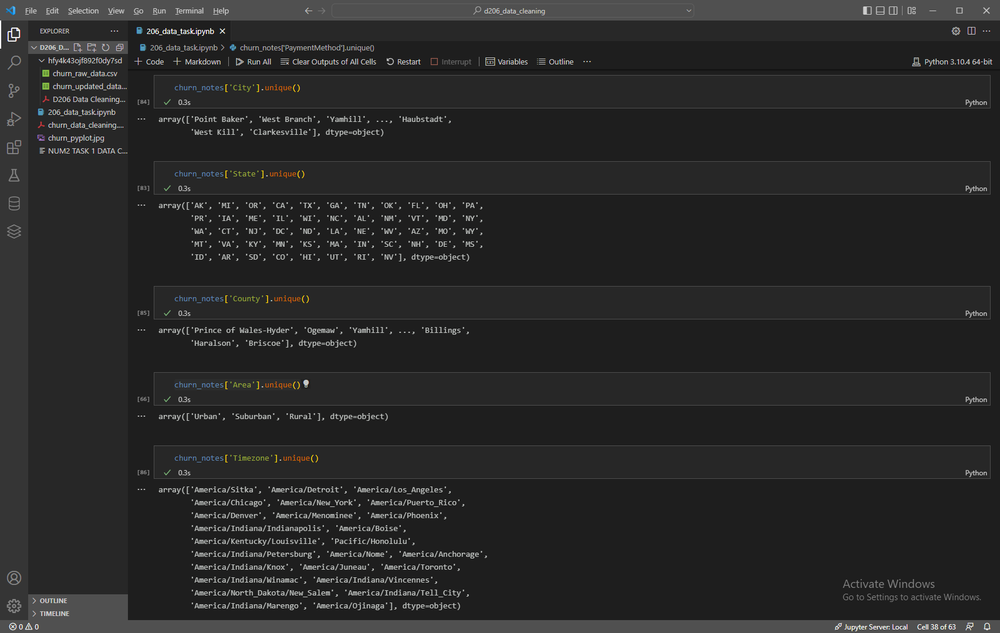 File Edit Selection View Go Run Terminal Help
d206_data_cleaning
EXPLORER
D206_D...
hfy4k43ojf892f0dy7sd
churn_raw_data.csv
churn_updated_data...
D206 Data Cleaning...
206_data_task.ipynb
churn_data_cleaning....
churn_pyplot.jpg
NUM2 TASK 1 DATA C...
OUTLINE
TIMELINE
206_data_task.ipynb
206_data_task.ipynb > churn_notes['PaymentMethod'].unique()
Code Markdown Run All Clear Outputs of All Cells Restart Interrupt Variables Outline
Python 3.10.4 64-bit
churn_notes['City'].unique()
[84] 0.3s Python
array(['Point Baker', 'West Branch', 'Yamhill', ..., 'Haubstadt',
'West Kill', 'Clarkesville'], dtype=object)
churn_notes['State'].unique()
[83] 0.3s Python
array(['AK', 'MI', 'OR', 'CA', 'TX', 'GA', 'TN', 'OK', 'FL', 'OH', 'PA',
'PR', 'IA', 'ME', 'IL', 'WI', 'NC', 'AL', 'NM', 'VT', 'MD', 'NY',
'WA', 'CT', 'NJ', 'DC', 'ND', 'LA', 'NE', 'WV', 'AZ', 'MO', 'WY',
'MT', 'VA', 'KY', 'MN', 'KS', 'MA', 'IN', 'SC', 'NH', 'DE', 'MS',
'ID', 'AR', 'SD', 'CO', 'HI', 'UT', 'RI', 'NV'], dtype=object)
churn_notes['County'].unique()
[85] 0.3s Python
array(['Prince of Wales-Hyder', 'Ogemaw', 'Yamhill', ..., 'Billings',
'Haralson', 'Briscoe'], dtype=object)
churn_notes['Area'].unique()
[66] 0.3s Python
array(['Urban', 'Suburban', 'Rural'], dtype=object)
churn_notes['Timezone'].unique()
[86] 0.3s Python
array(['America/Sitka', 'America/Detroit', 'America/Los_Angeles',
'America/Chicago', 'America/New_York', 'America/Puerto_Rico',
'America/Denver', 'America/Menominee', 'America/Phoenix',
'America/Indiana/Indianapolis', 'America/Boise',
'America/Kentucky/Louisville', 'Pacific/Honolulu',
'America/Indiana/Petersburg', 'America/Nome', 'America/Anchorage',
'America/Indiana/Knox', 'America/Juneau', 'America/Toronto',
'America/Indiana/Winamac', 'America/Indiana/Vincennes',
'America/North_Dakota/New_Salem', 'America/Indiana/Tell_City',
'America/Indiana/Marengo', 'America/Ojinaga'], dtype=object)
Activate Windows
Go to Settings to activate Windows.
0 0
Jupyter Server: Local Cell 38 of 63